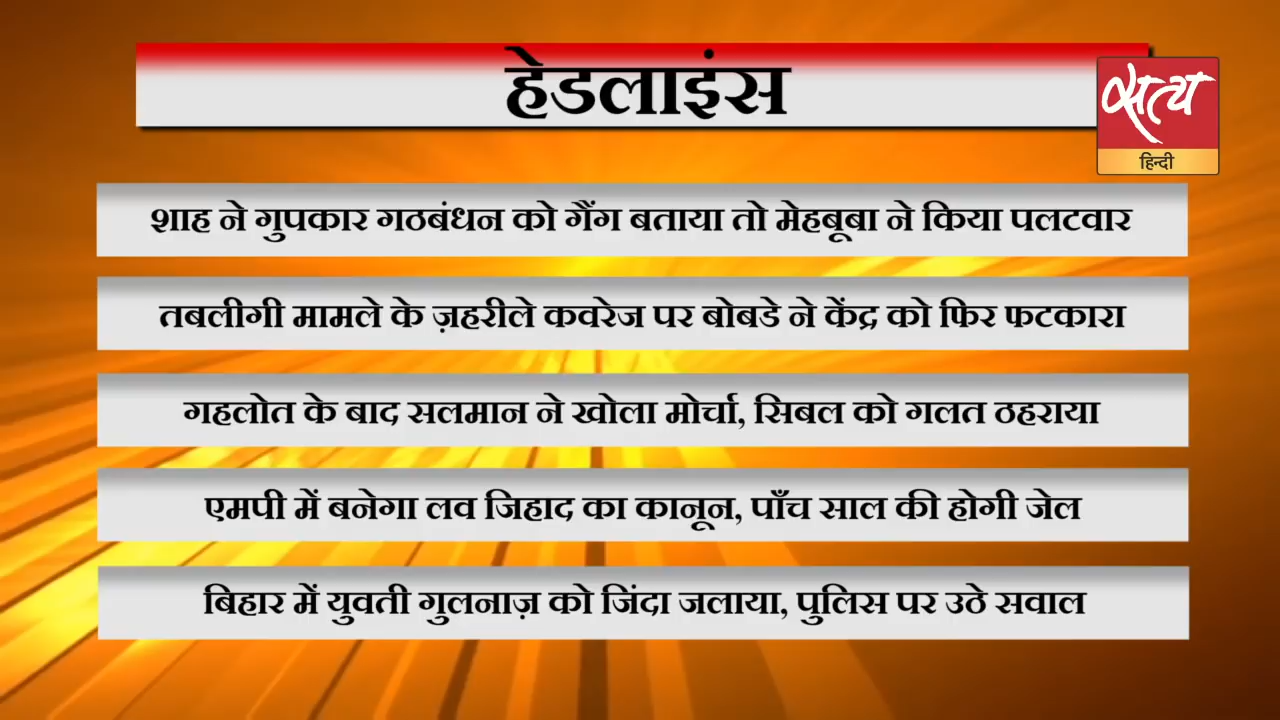 हेडलाइंस
सत्य
हिन्दी
शाह ने गुपकार गठबंधन को गैंग बताया तो मेहबूबा ने किया पलटवार
तबलीगी मामले के ज़हरीले कवरेज पर बोबडे ने केंद्र को फिर फटकारा
गहलोत के बाद सलमान ने खोला मोर्चा, सिबल को गलत ठहराया
एमपी में बनेगा लव जिहाद का कानून, पाँच साल की होगी जेल
बिहार में युवती गुलनाज़ को जिंदा जलाया, पुलिस पर उठे सवाल